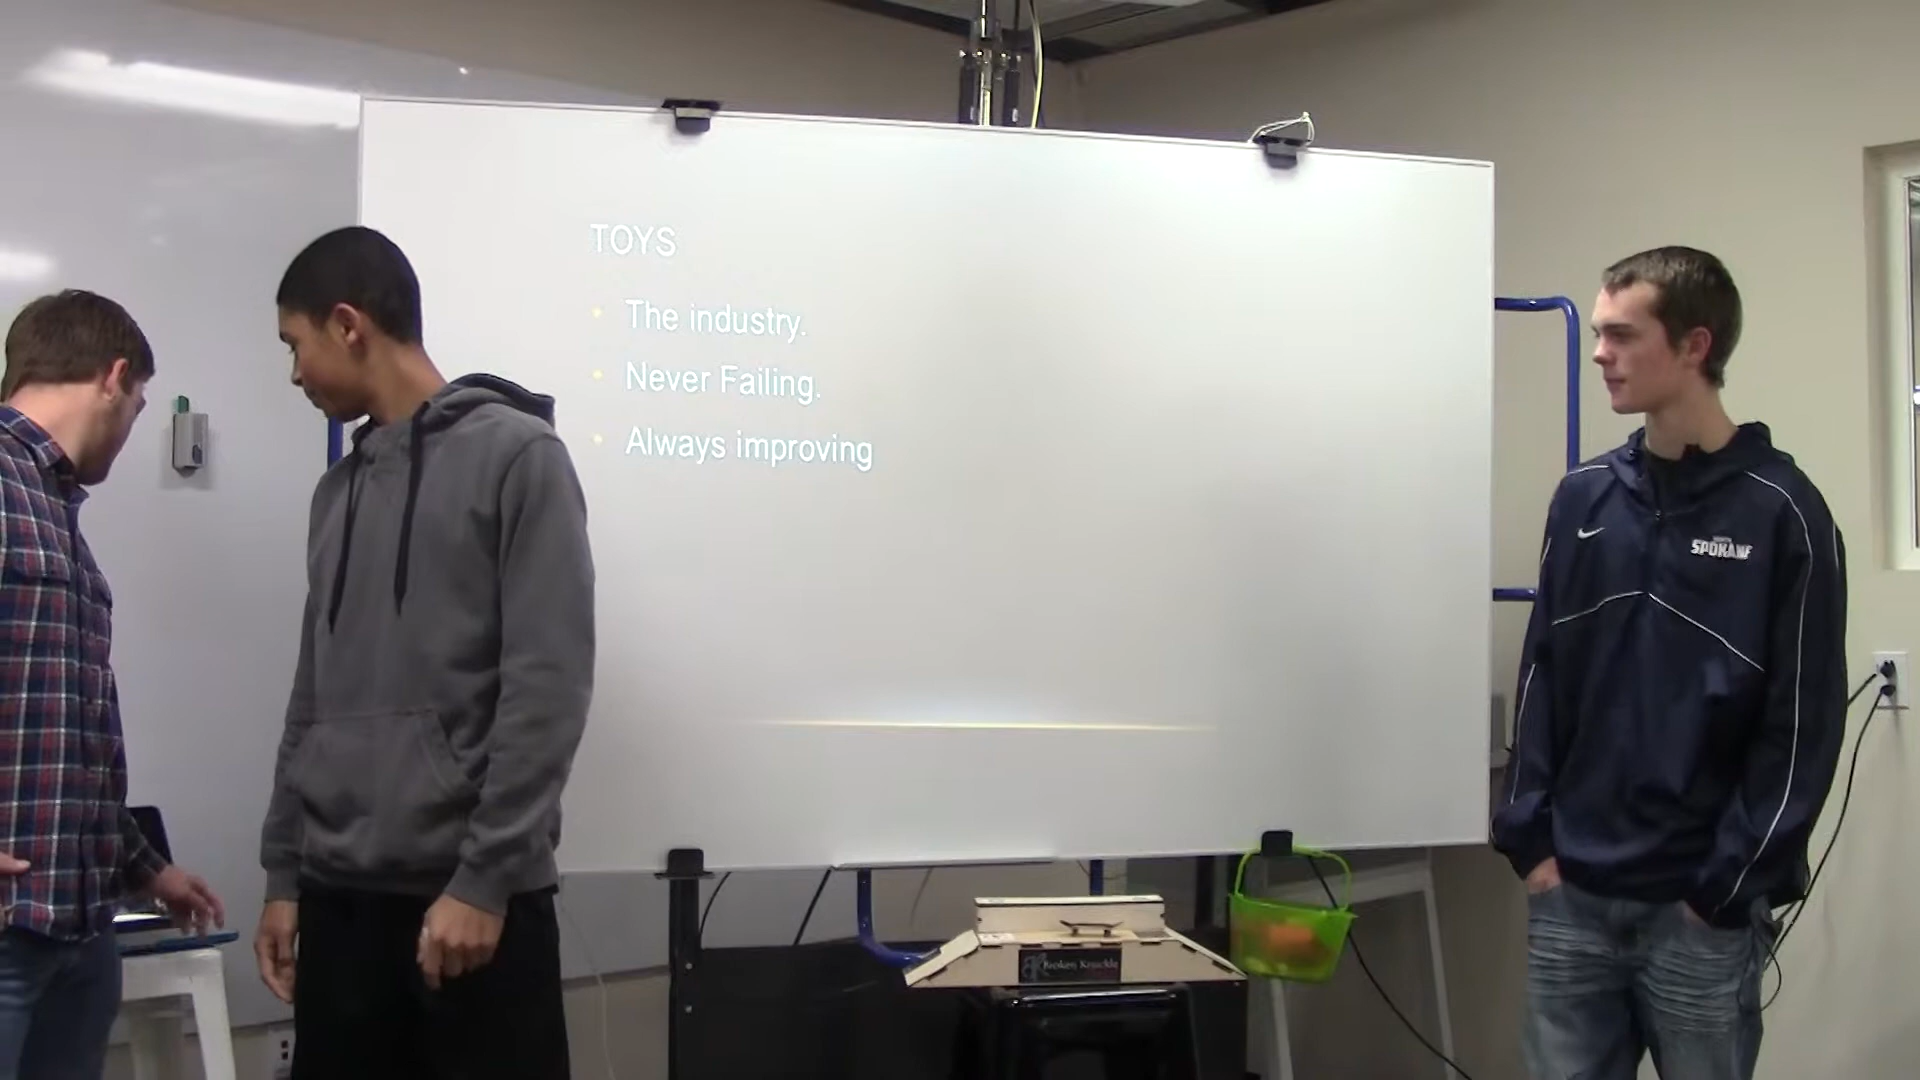 TOYS
The industry.
Never Failing.
Always improving
SPOKANE
Broken Knuckle